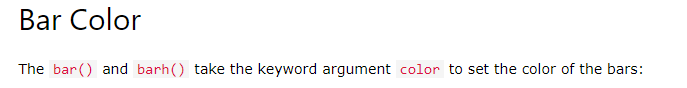 Bar Color
The bar() and barh() take the keyword argument color to set the color of the bars: